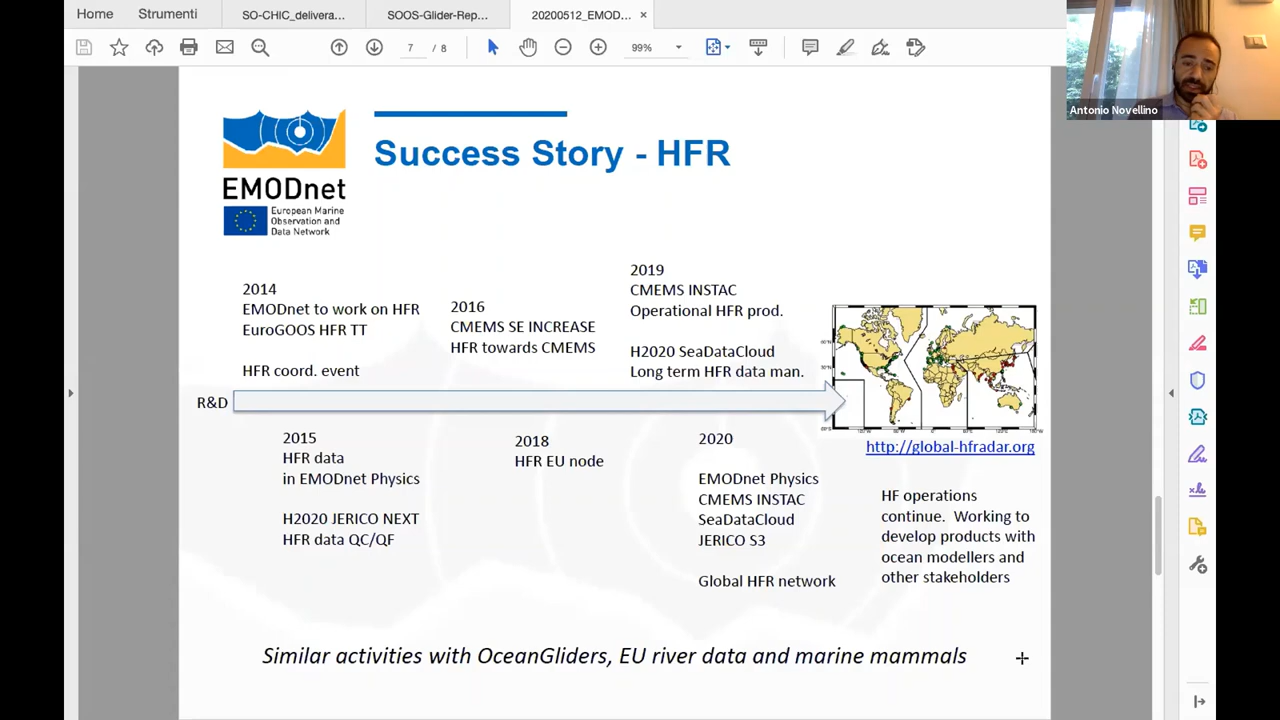 Home
Strumenti
SO-CHIC_delivera...
SOOS-Glider-Rep...
20200512_EMOD... ×
7 / 8
99%
Antonio Novellino
EMODnet
European Marine
Observation and
Data Network
Success Story - HFR
2014
EMODnet to work on HFR
EuroGOOS HFR TT
HFR coord. event
2016
CMEMS SE INCREASE
HFR towards CMEMS
2019
CMEMS INSTAC
Operational HFR prod.
H2020 SeaDataCloud
Long term HFR data man.
R&D
2015
HFR data
in EMODnet Physics
H2020 JERICO NEXT
HFR data QC/QF
2018
HFR EU node
2020
EMODnet Physics
CMEMS INSTAC
SeaDataCloud
JERICO S3
Global HFR network
http://global-hfradar.org
HF operations
continue. Working to
develop products with
ocean modellers and
other stakeholders
Similar activities with OceanGliders, EU river data and marine mammals